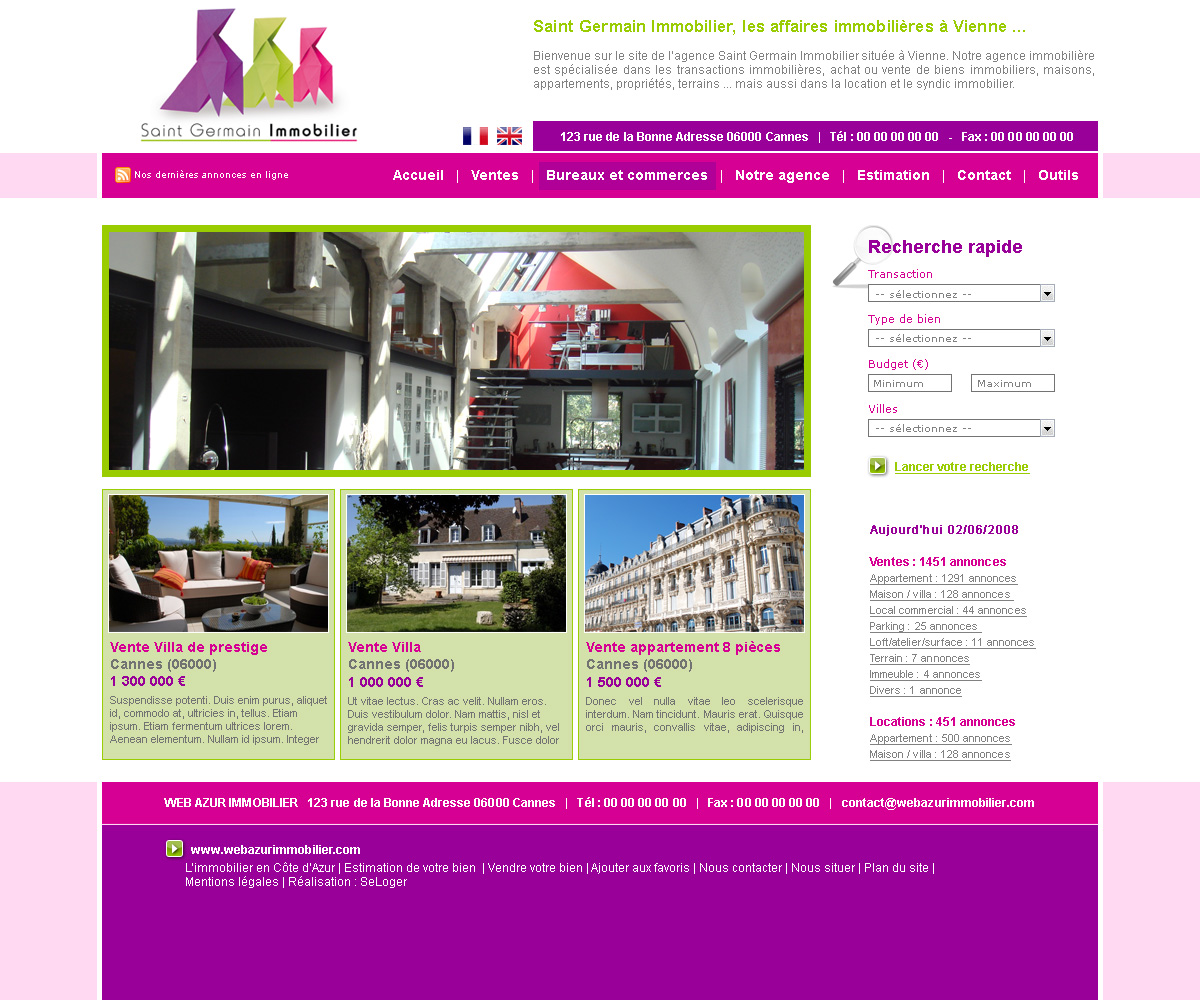 Saint Germain Immobilier
Saint Germain Immobilier, les affaires immobilières à Vienne ...
Bienvenue sur le site de l'agence Saint Germain Immobilier située à Vienne. Notre agence immobilière
est spécialisée dans les transactions immobilières, achat ou vente de biens immobiliers, maisons,
appartements, propriétés, terrains ... mais aussi dans la location et le syndic immobilier.
123 rue de la Bonne Adresse 06000 Cannes | Tél : 00 00 00 00 00 - Fax : 00 00 00 00 00
Nos dernières annonces en ligne
Accueil | Ventes | Bureaux et commerces | Notre agence | Estimation | Contact | Outils
Recherche rapide
Transaction
-- sélectionnez --
Type de bien
-- sélectionnez --
Budget (€)
Minimum Maximum
Villes
-- sélectionnez --
Lancer votre recherche
Vente Villa de prestige
Cannes (06000)
1 300 000 €
Suspendisse potenti. Duis enim purus, aliquet
id, commodo at, ultricies in, tellus. Etiam
ipsum. Etiam fermentum ultrices lorem.
Aenean elementum. Nullam id ipsum. Integer
Vente Villa
Cannes (06000)
1 000 000 €
Ut vitae lectus. Cras ac velit. Nullam eros.
Duis vestibulum dolor. Nam mattis, nisl et
gravida semper, felis turpis semper nibh, vel
hendrerit dolor magna eu lacus. Fusce dolor
Vente appartement 8 pièces
Cannes (06000)
1 500 000 €
Donec vel nulla vitae leo scelerisque
interdum. Nam tincidunt. Mauris erat. Quisque
orci mauris, convallis vitae, adipiscing in,
Aujourd'hui 02/06/2008
Ventes : 1451 annonces
Appartement : 1291 annonces
Maison / villa : 128 annonces
Local commercial : 44 annonces
Parking : 25 annonces
Loft/atelier/surface : 11 annonces
Terrain : 7 annonces
Immeuble : 4 annonces
Divers : 1 annonce
Locations : 451 annonces
Appartement : 500 annonces
Maison / villa : 128 annonces
WEB AZUR IMMOBILIER 123 rue de la Bonne Adresse 06000 Cannes | Tél : 00 00 00 00 00 | Fax : 00 00 00 00 00 | contact@webazurimmobilier.com
www.webazurimmobilier.com
L'immobilier en Côte d'Azur | Estimation de votre bien | Vendre votre bien | Ajouter aux favoris | Nous contacter | Nous situer | Plan du site |
Mentions légales | Réalisation : SeLoger